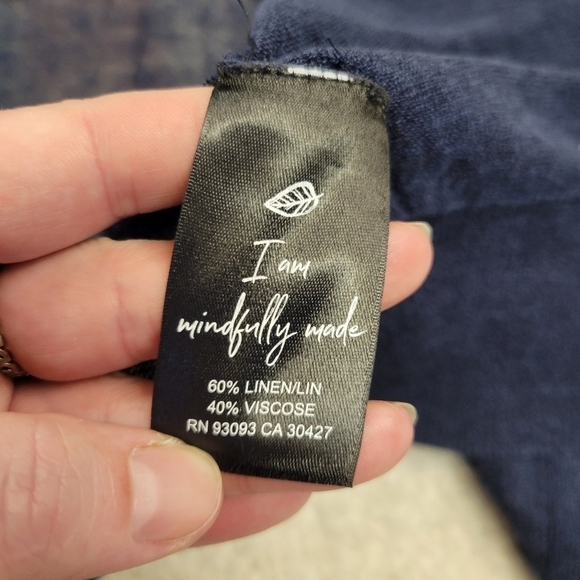 I am
mindfully made
60% LINEN/LIN
40% VISCOSE
RN 93093 CA 30427